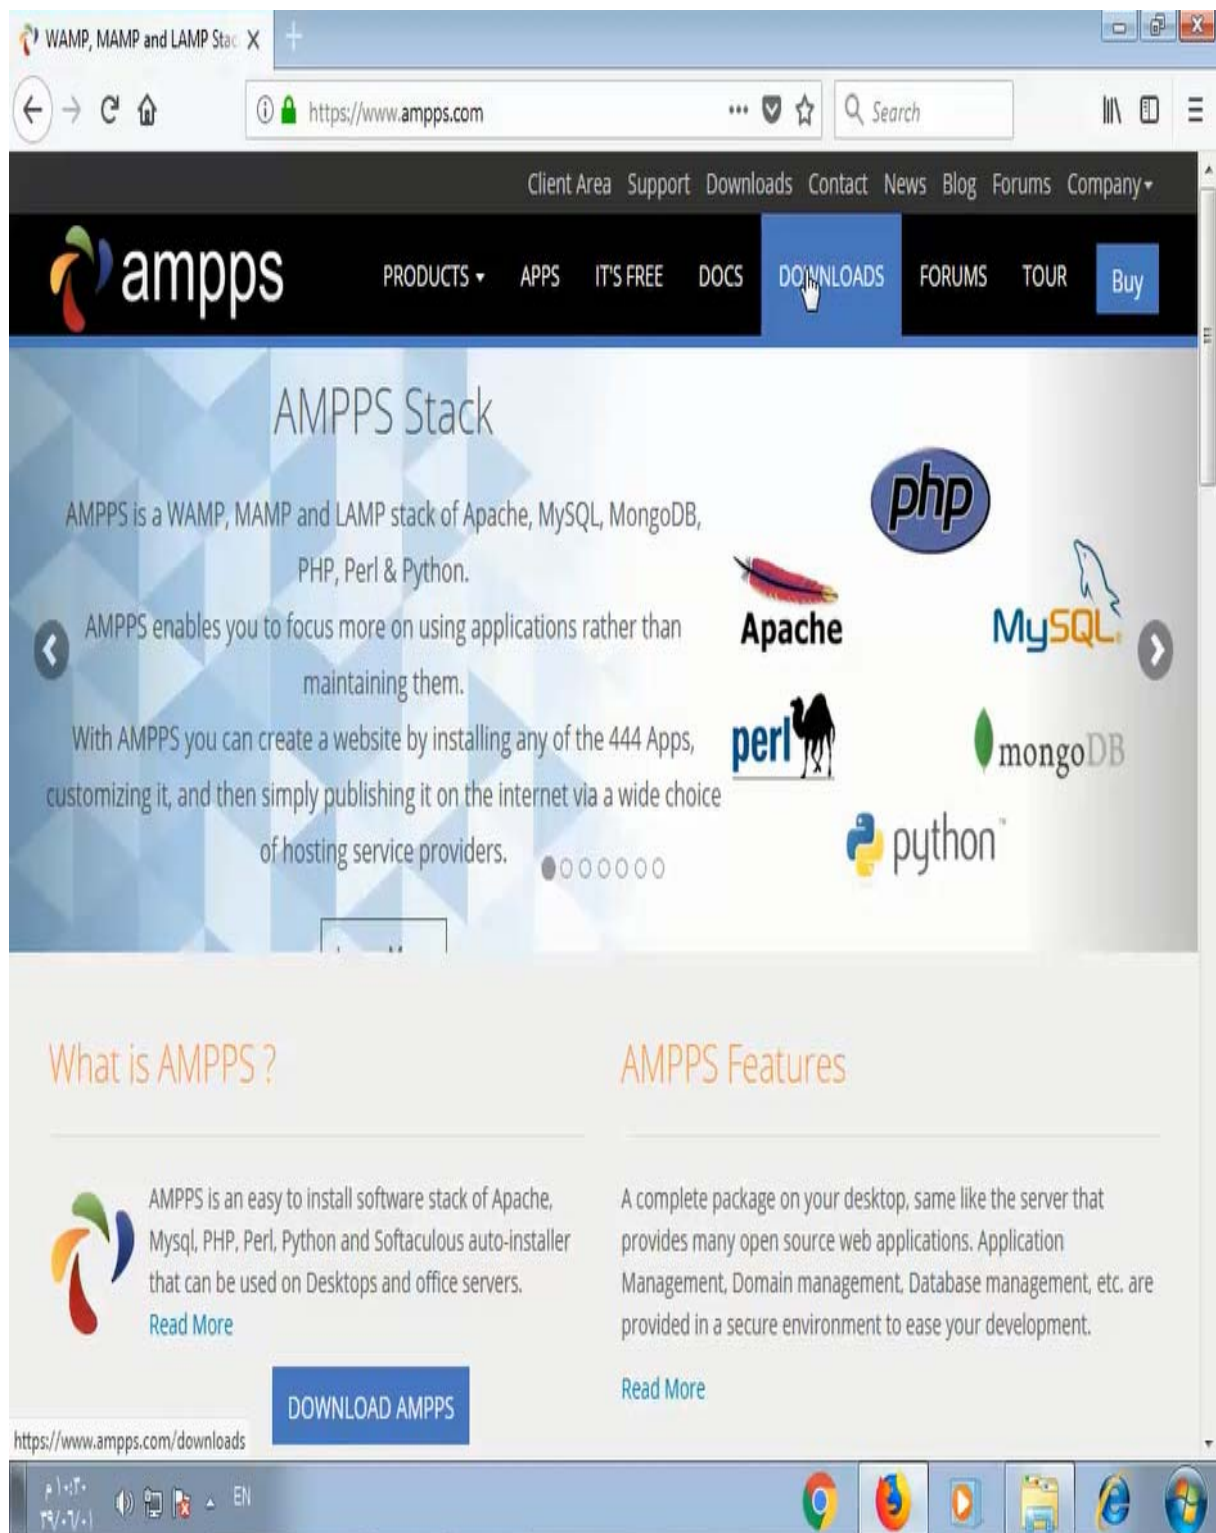 WAMP, MAMP and LAMP Stac
https://www.ampps.com
Search
Client Area Support Downloads Contact News Blog Forums Company
ampps
PRODUCTS APPS IT'S FREE DOCS DOWNLOADS FORUMS TOUR Buy
AMPPS Stack
AMPPS is a WAMP, MAMP and LAMP stack of Apache, MySQL, MongoDB,
PHP, Perl & Python.
AMPPS enables you to focus more on using applications rather than
maintaining them.
With AMPPS you can create a website by installing any of the 444 Apps,
customizing it, and then simply publishing it on the internet via a wide choice
of hosting service providers.
php
Apache
MySQL
perl
mongoDB
python
What is AMPPS ?
AMPPS is an easy to install software stack of Apache,
Mysql, PHP, Perl, Python and Softaculous auto-installer
that can be used on Desktops and office servers.
Read More
DOWNLOAD AMPPS
AMPPS Features
A complete package on your desktop, same like the server that
provides many open source web applications. Application
Management, Domain management, Database management, etc. are
provided in a secure environment to ease your development.
Read More
https://www.ampps.com/downloads
١٠:٣٠ م
٣٩/٠٦/٠١
EN